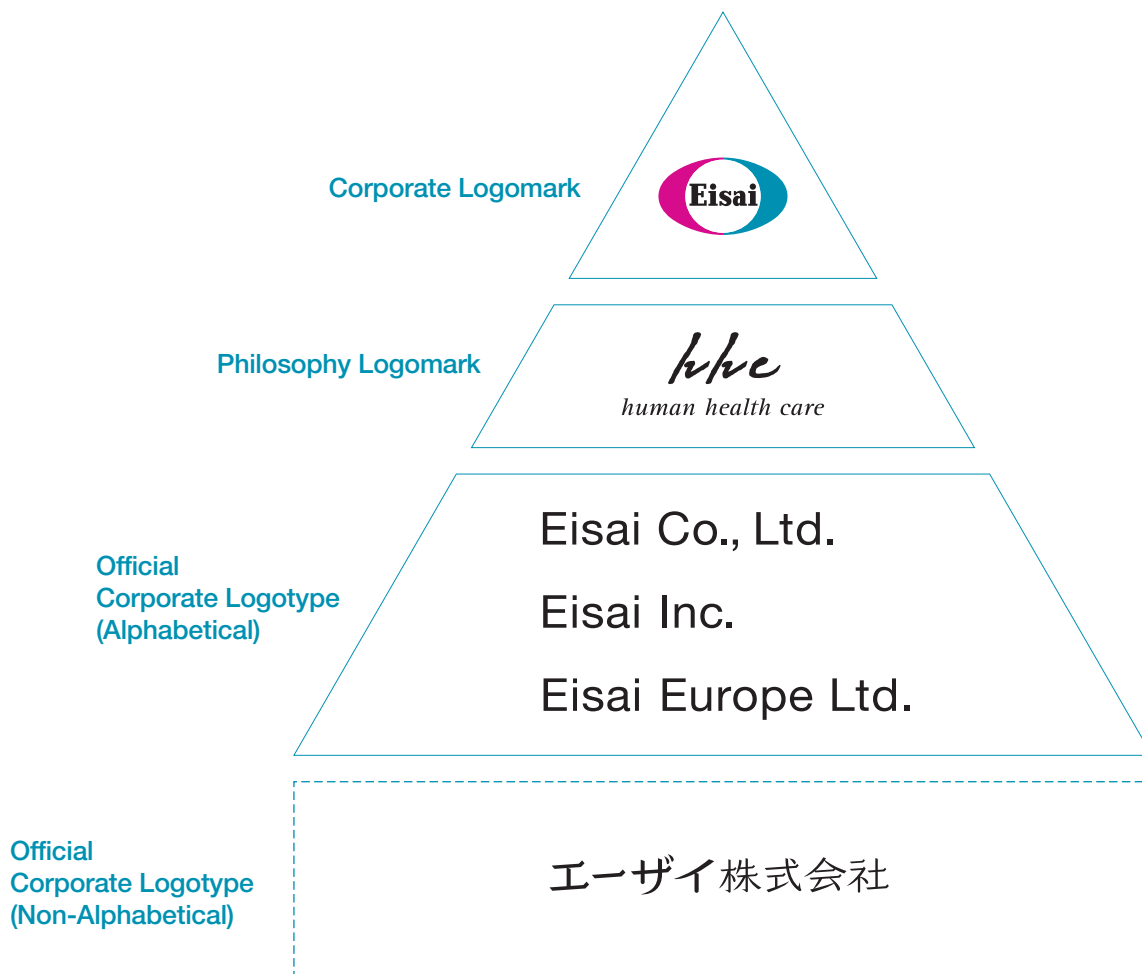 Corporate Logomark
Eisai
Philosophy Logomark
hhc
human health care
Official
Corporate Logotype
(Alphabetical)
Eisai Co., Ltd.
Eisai Inc.
Eisai Europe Ltd.
Official
Corporate Logotype
(Non-Alphabetical)
エーザイ株式会社